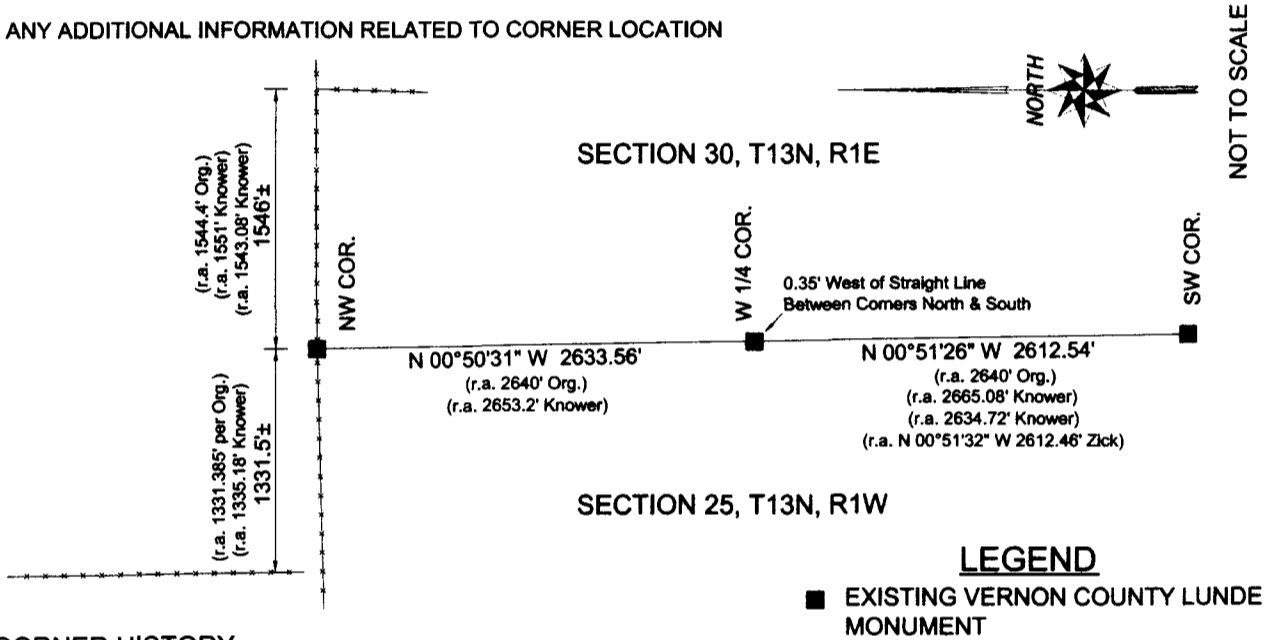 ANY ADDITIONAL INFORMATION RELATED TO CORNER LOCATION
NOT TO SCALE
NORTH
SECTION 30, T13N, R1E
(r.a. 1544.4' Org.)
(r.a. 1551' Knower)
(r.a. 1543.08' Knower)
1546'±
NW COR.
W 1/4 COR.
SW COR.
0.35' West of Straight Line
Between Corners North & South
N 00°50'31" W 2633.56'
(r.a. 2640' Org.)
(r.a. 2653.2' Knower)
N 00°51'26" W 2612.54'
(r.a. 2640' Org.)
(r.a. 2665.08' Knower)
(r.a. 2634.72' Knower)
(r.a. N 00°51'32" W 2612.46' Zick)
(r.a. 1331.385' per Org.)
(r.a. 1335.18' Knower)
1331.5'±
SECTION 25, T13N, R1W
LEGEND
EXISTING VERNON COUNTY LUNDE
MONUMENT
CORNER HISTORY